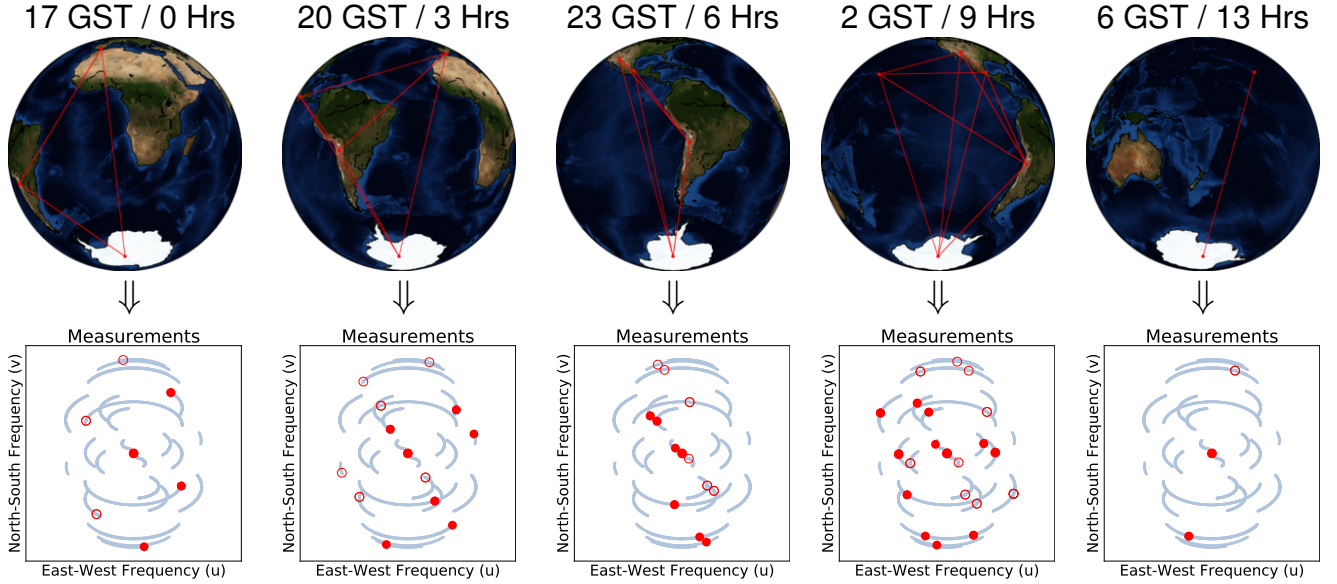 17 GST / 0 Hrs
20 GST / 3 Hrs
23 GST / 6 Hrs
2 GST / 9 Hrs
6 GST / 13 Hrs
Measurements
Measurements
Measurements
Measurements
Measurements
North-South Frequency (v)
North-South Frequency (v)
North-South Frequency (v)
North-South Frequency (v)
North-South Frequency (v)
East-West Frequency (u)
East-West Frequency (u)
East-West Frequency (u)
East-West Frequency (u)
East-West Frequency (u)